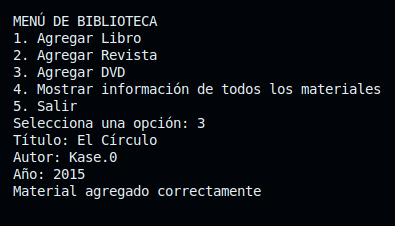 MENÚ DE BIBLIOTECA
1. Agregar Libro
2. Agregar Revista
3. Agregar DVD
4. Mostrar información de todos los materiales
5. Salir
Selecciona una opción: 3
Título: El Círculo
Autor: Kase.0
Año: 2015
Material agregado correctamente